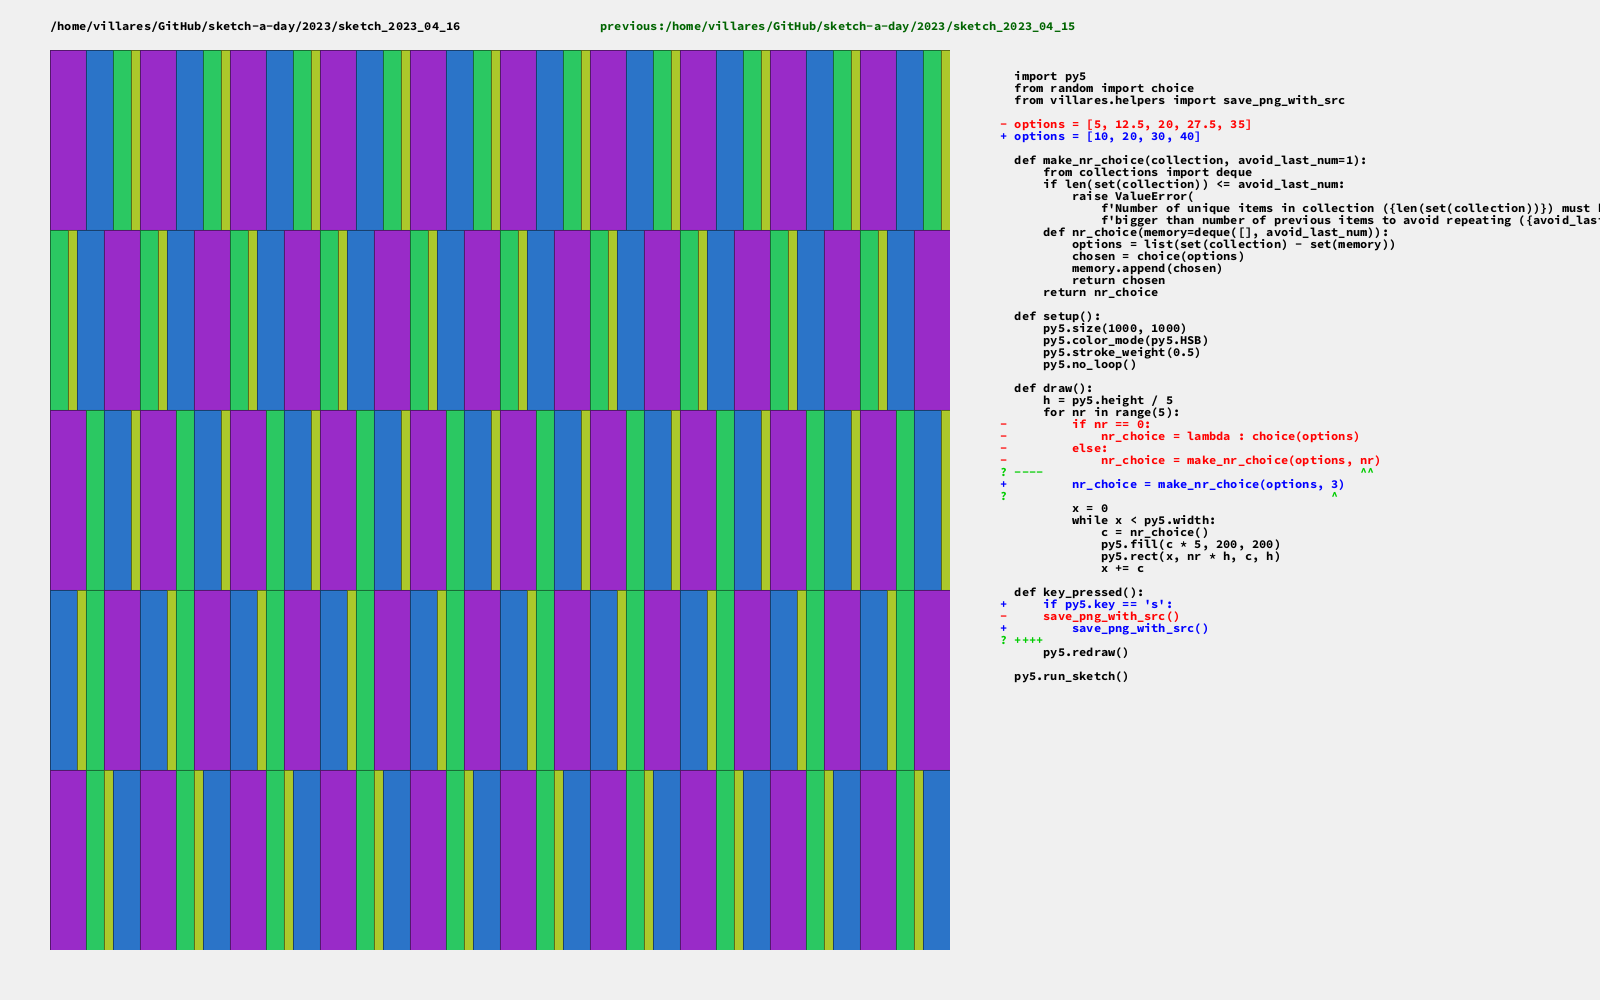 /home/villares/GitHub/sketch-a-day/2023/sketch_2023_04_16
previous:/home/villares/GitHub/sketch-a-day/2023/sketch_2023_04_15
  import py5
  from random import choice
  from villares.helpers import save_png_with_src

- options = [5, 12.5, 20, 27.5, 35]
+ options = [10, 20, 30, 40]

  def make_nr_choice(collection, avoid_last_num=1):
      from collections import deque
      if len(set(collection)) <= avoid_last_num:
          raise ValueError(
              f'Number of unique items in collection ({len(set(collection))}) must
              f'bigger than number of previous items to avoid repeating ({avoid_las
      def nr_choice(memory=deque([], avoid_last_num)):
          options = list(set(collection) - set(memory))
          chosen = choice(options)
          memory.append(chosen)
          return chosen
      return nr_choice

  def setup():
      py5.size(1000, 1000)
      py5.color_mode(py5.HSB)
      py5.stroke_weight(0.5)
      py5.no_loop()

  def draw():
      h = py5.height / 5
      for nr in range(5):
-         if nr == 0:
-             nr_choice = lambda : choice(options)
-         else:
-             nr_choice = make_nr_choice(options, nr)
? ----                                            ^^
+         nr_choice = make_nr_choice(options, 3)
?                                             ^
          x = 0
          while x < py5.width:
              c = nr_choice()
              py5.fill(c * 5, 200, 200)
              py5.rect(x, nr * h, c, h)
              x += c

  def key_pressed():
+     if py5.key == 's':
-     save_png_with_src()
+         save_png_with_src()
? ++++
      py5.redraw()

  py5.run_sketch()